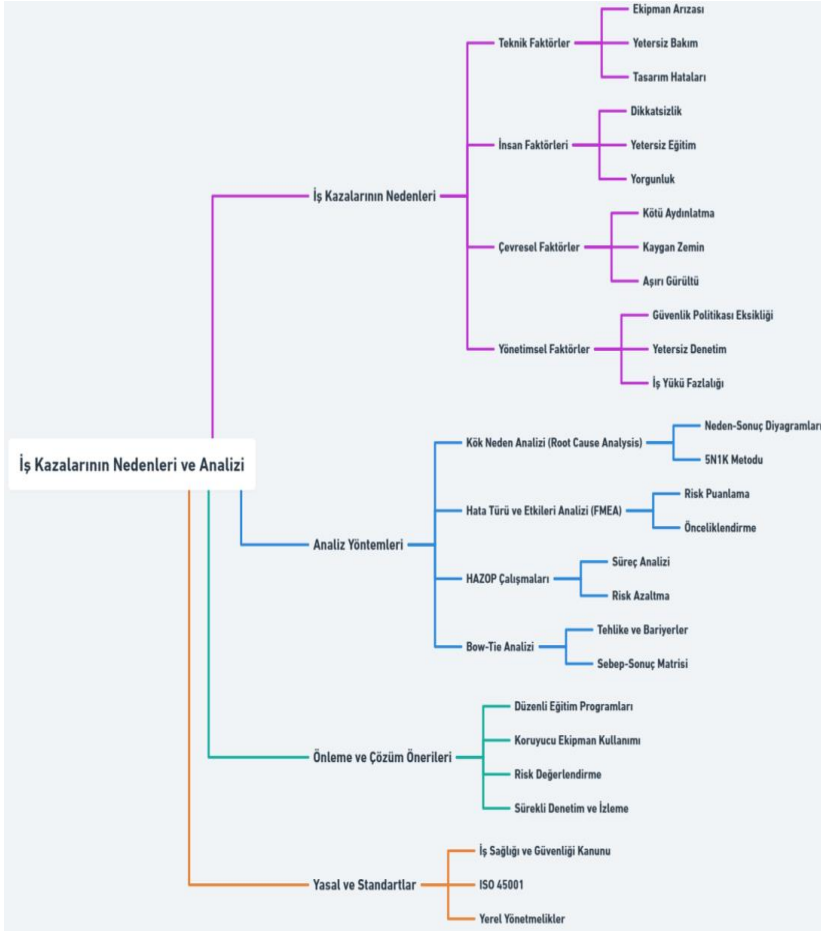 İş Kazalarının Nedenleri ve Analizi
İş Kazalarının Nedenleri
Teknik Faktörler
Ekipman Arızası
Yetersiz Bakım
Tasarım Hataları
İnsan Faktörleri
Dikkatsizlik
Yetersiz Eğitim
Yorgunluk
Çevresel Faktörler
Kötü Aydınlatma
Kaygan Zemin
Aşırı Gürültü
Yönetimsel Faktörler
Güvenlik Politikası Eksikliği
Yetersiz Denetim
İş Yükü Fazlalığı
Analiz Yöntemleri
Kök Neden Analizi (Root Cause Analysis)
Neden-Sonuç Diyagramları
5N1K Metodu
Hata Türü ve Etkileri Analizi (FMEA)
Risk Puanlama
Önceliklendirme
HAZOP Çalışmaları
Süreç Analizi
Risk Azaltma
Bow-Tie Analizi
Tehlike ve Bariyerler
Sebep-Sonuç Matrisi
Önleme ve Çözüm Önerileri
Düzenli Eğitim Programları
Koruyucu Ekipman Kullanımı
Risk Değerlendirme
Sürekli Denetim ve İzleme
Yasal ve Standartlar
İş Sağlığı ve Güvenliği Kanunu
ISO 45001
Yerel Yönetmelikler